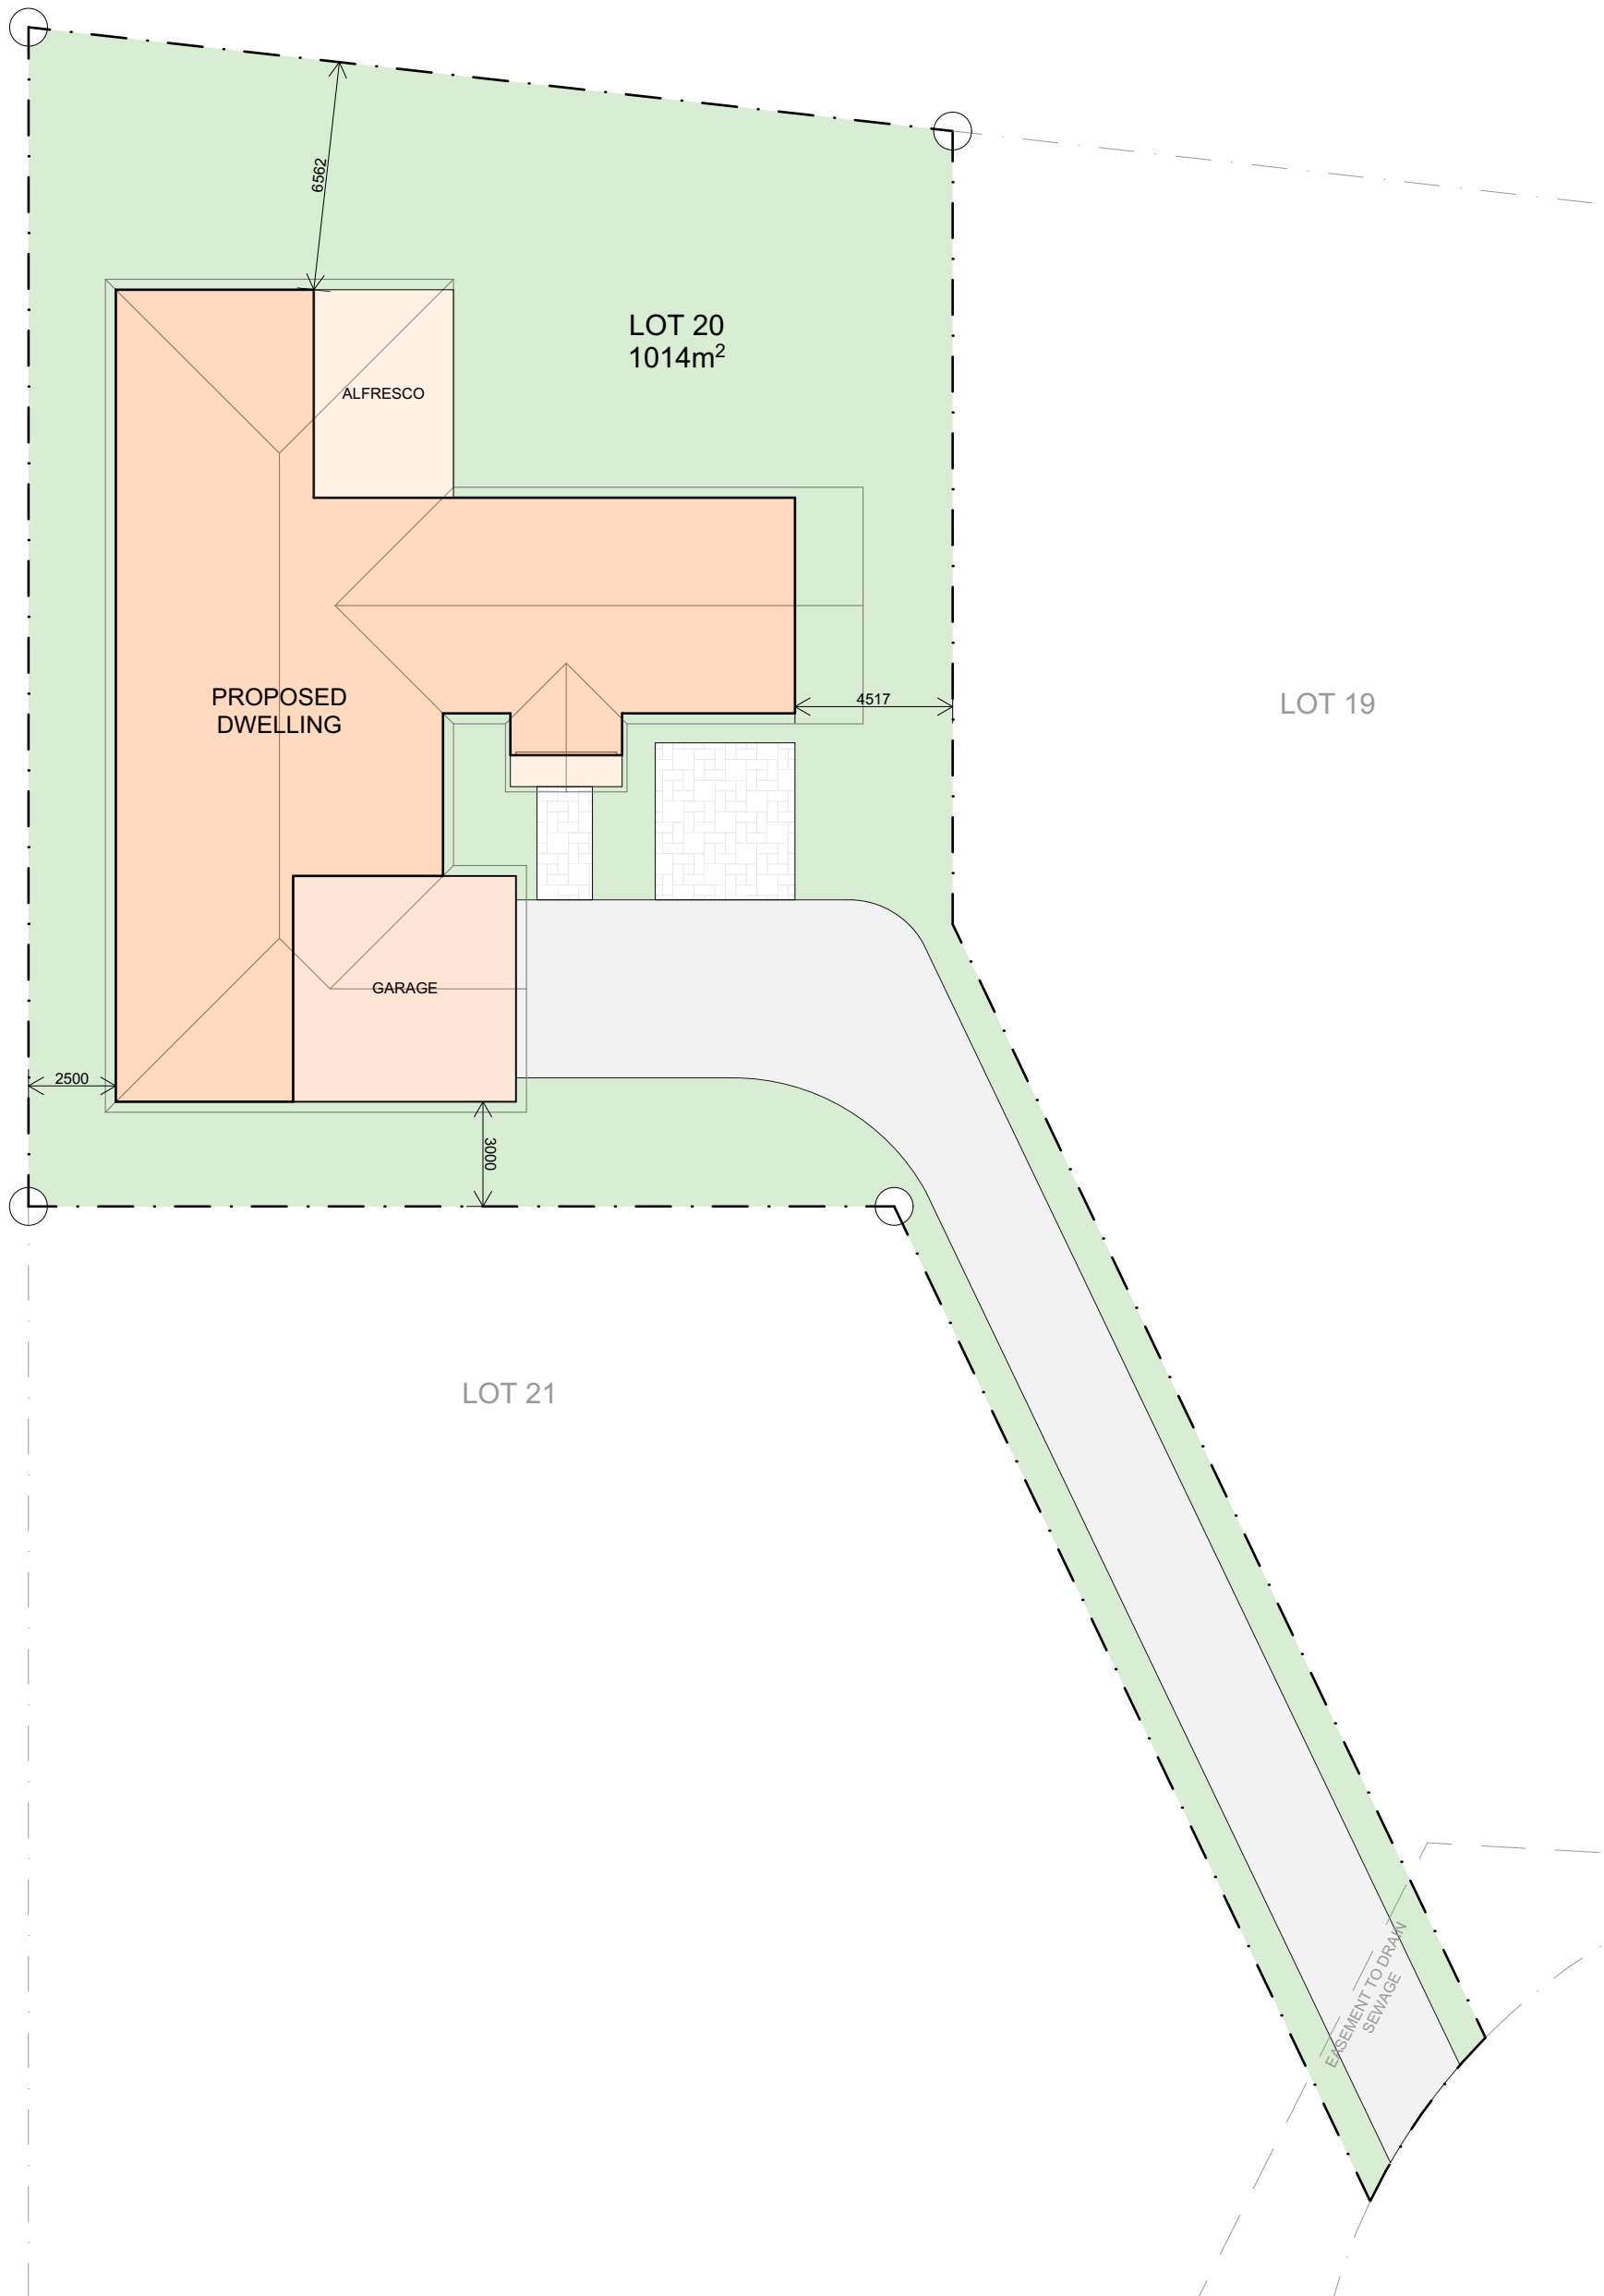 6562
LOT 20
1014m²
ALFRESCO
PROPOSED
DWELLING
4517
LOT 19
GARAGE
2500
3000
LOT 21
EASEMENT TO DRAIN
SEWAGE